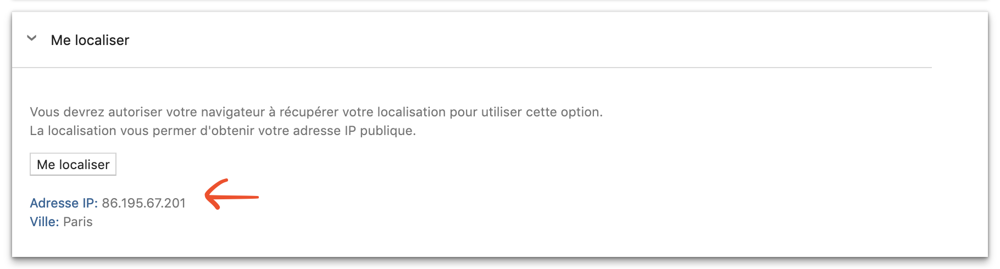 Me localiser
Vous devrez autoriser votre navigateur à récupérer votre localisation pour utiliser cette option.
La localisation vous permer d'obtenir votre adresse IP publique.
Me localiser
Adresse IP: 86.195.67.201
Ville: Paris